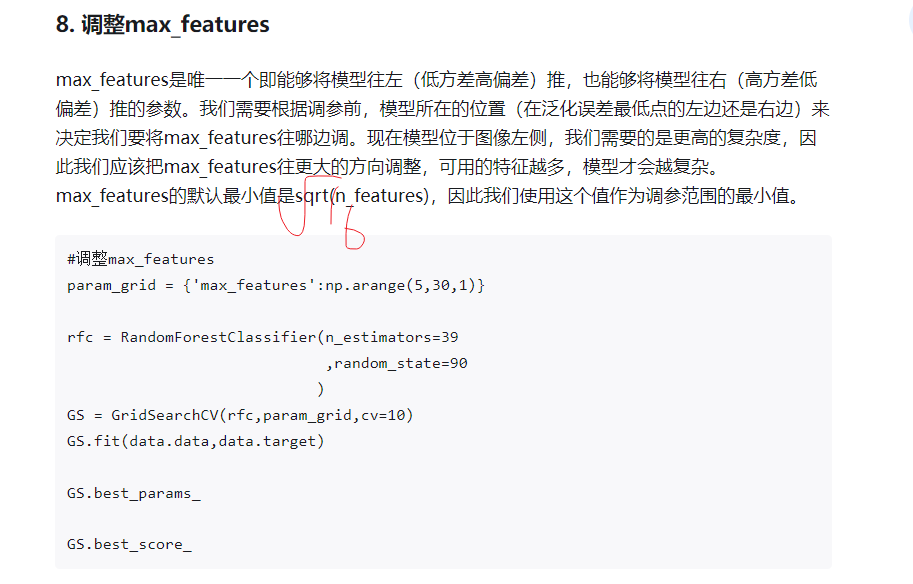 8. 调整max_features
max_features是唯一一个即能够将模型往左（低方差高偏差）推，也能够将模型往右（高方差低
偏差）推的参数。我们需要根据调参前，模型所在的位置（在泛化误差最低点的左边还是右边）来
决定我们要将max_features往哪边调。现在模型位于图像左侧，我们需要的是更高的复杂度，因
此我们应该把max_features往更大的方向调整，可用的特征越多，模型才会越复杂。
max_features的默认最小值是sqrt(n_features)，因此我们使用这个值作为调参范围的最小值。
#调整max_features
param_grid = {'max_features':np.arange(5,30,1)}
rfc = RandomForestClassifier(n_estimators=39
,random_state=90
)
GS = GridSearchCV(rfc,param_grid,cv=10)
GS.fit(data.data,data.target)
GS.best_params_
GS.best_score_